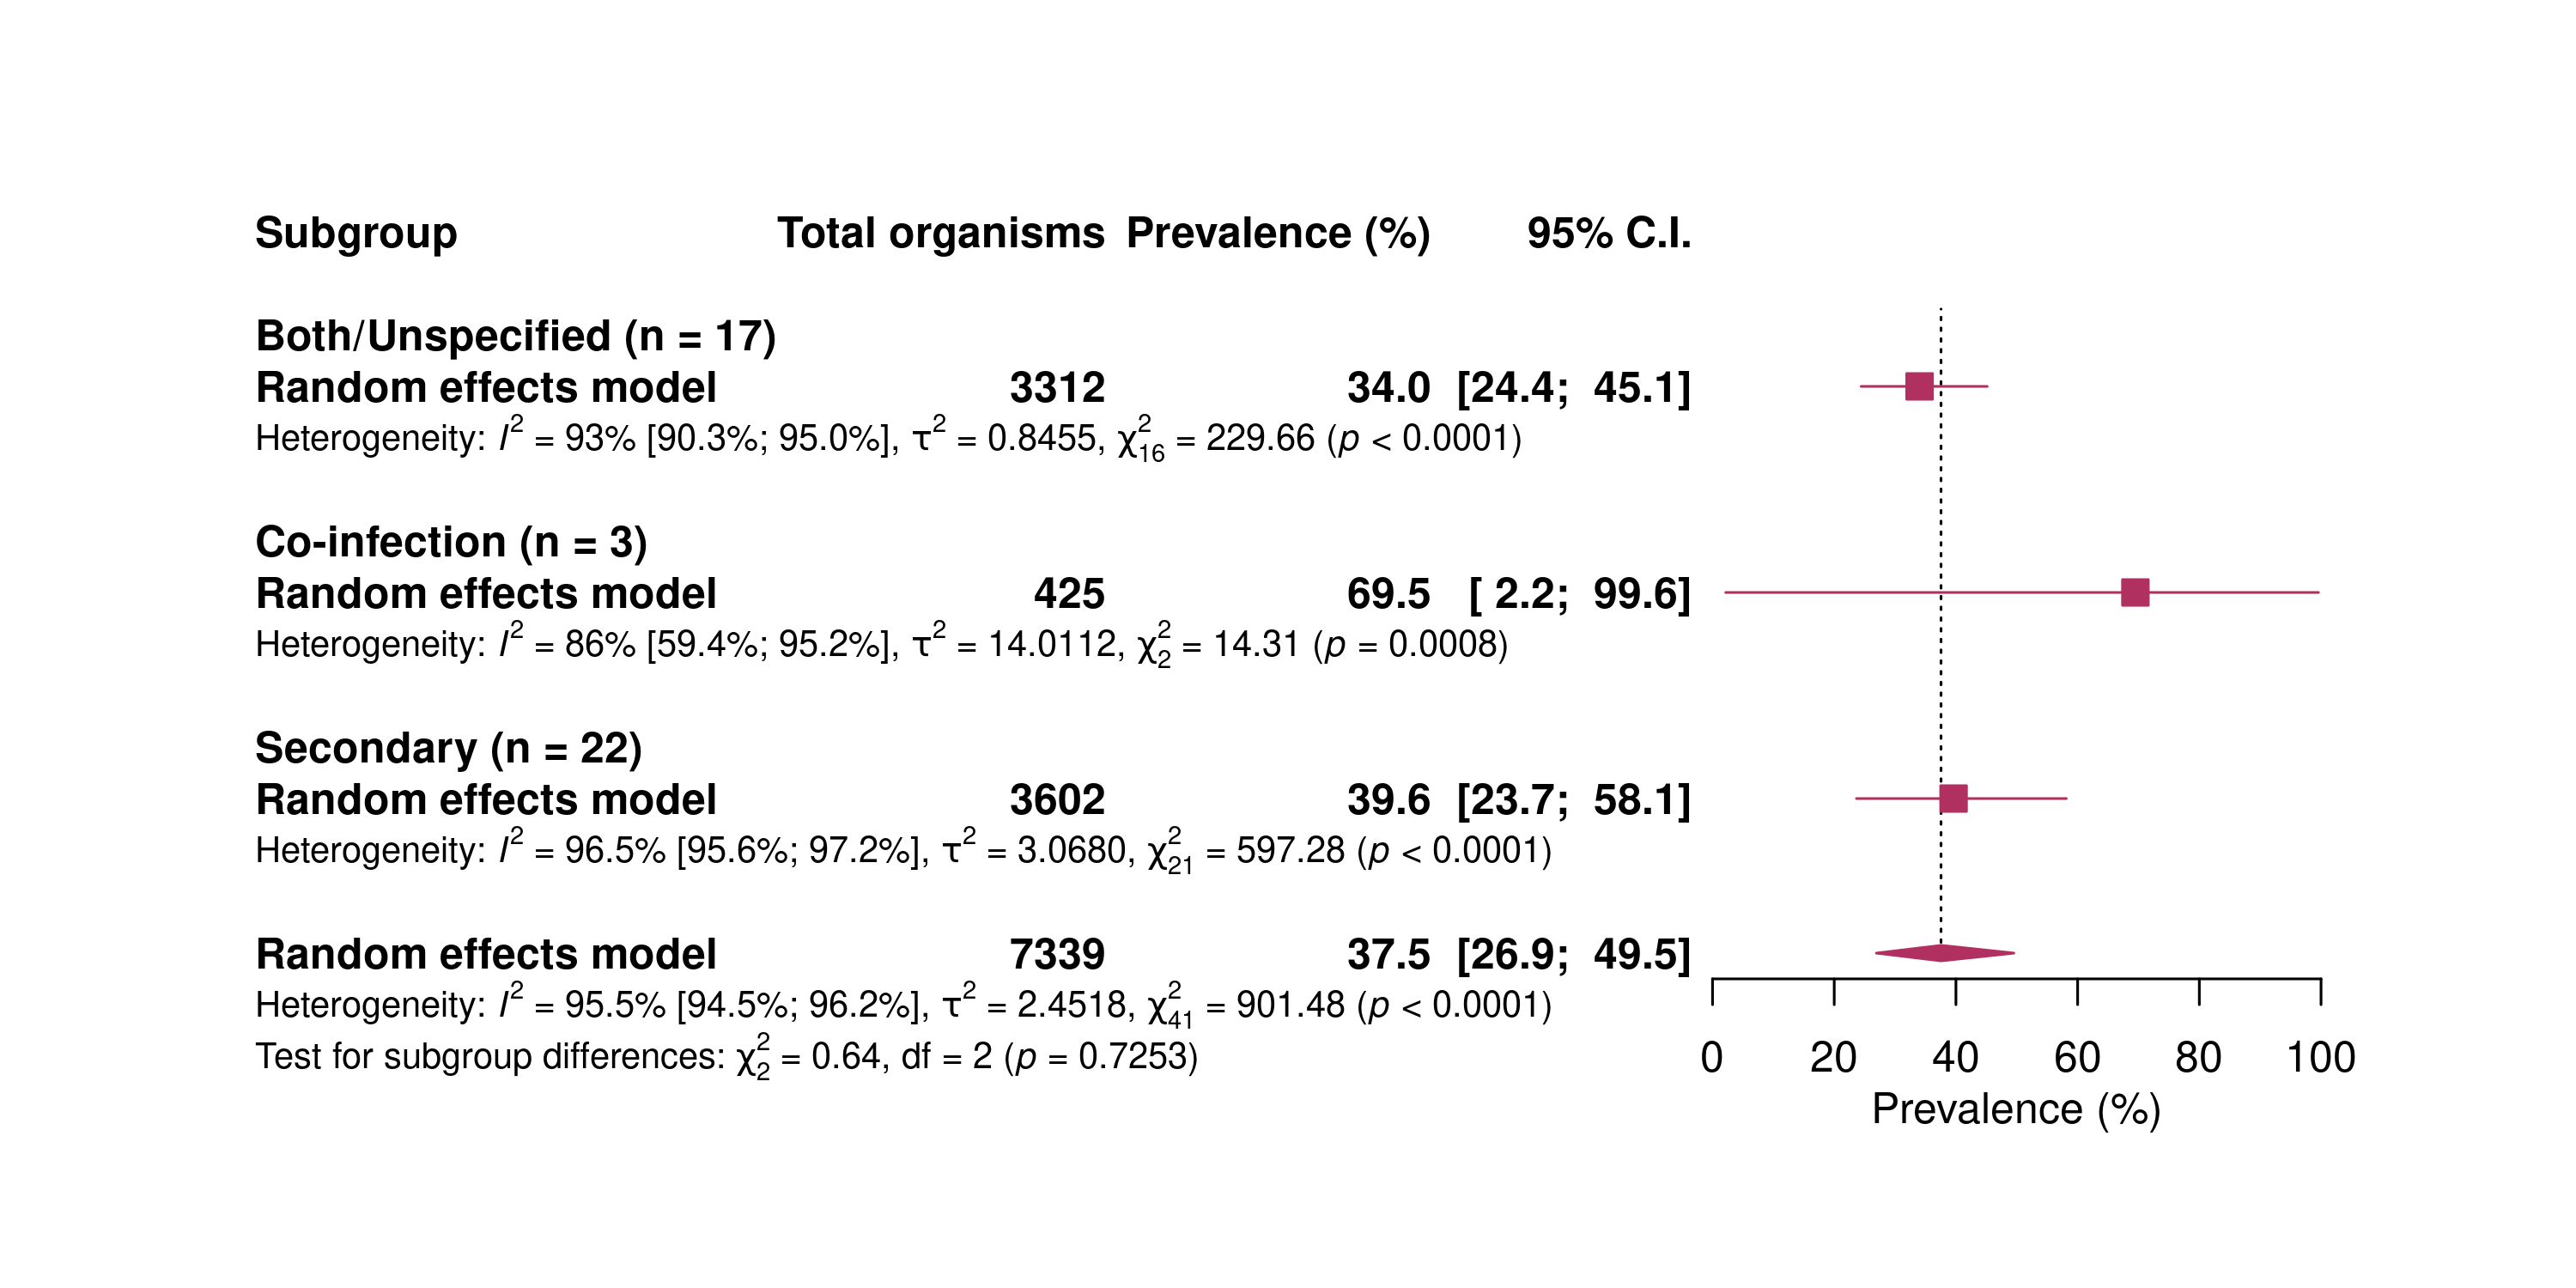 Subgroup Total organisms Prevalence (%) 95% C.I.
Both/Unspecified (n = 17)
Random effects model 3312 34.0 [24.4; 45.1]
Heterogeneity: I² = 93% [90.3%; 95.0%], τ² = 0.8455, χ²₁₆ = 229.66 (p < 0.0001)
Co-infection (n = 3)
Random effects model 425 69.5 [ 2.2; 99.6]
Heterogeneity: I² = 86% [59.4%; 95.2%], τ² = 14.0112, χ²₂ = 14.31 (p = 0.0008)
Secondary (n = 22)
Random effects model 3602 39.6 [23.7; 58.1]
Heterogeneity: I² = 96.5% [95.6%; 97.2%], τ² = 3.0680, χ²₂₁ = 597.28 (p < 0.0001)
Random effects model 7339 37.5 [26.9; 49.5]
Heterogeneity: I² = 95.5% [94.5%; 96.2%], τ² = 2.4518, χ²₄₁ = 901.48 (p < 0.0001)
Test for subgroup differences: χ²₂ = 0.64, df = 2 (p = 0.7253)
0 20 40 60 80 100
Prevalence (%)